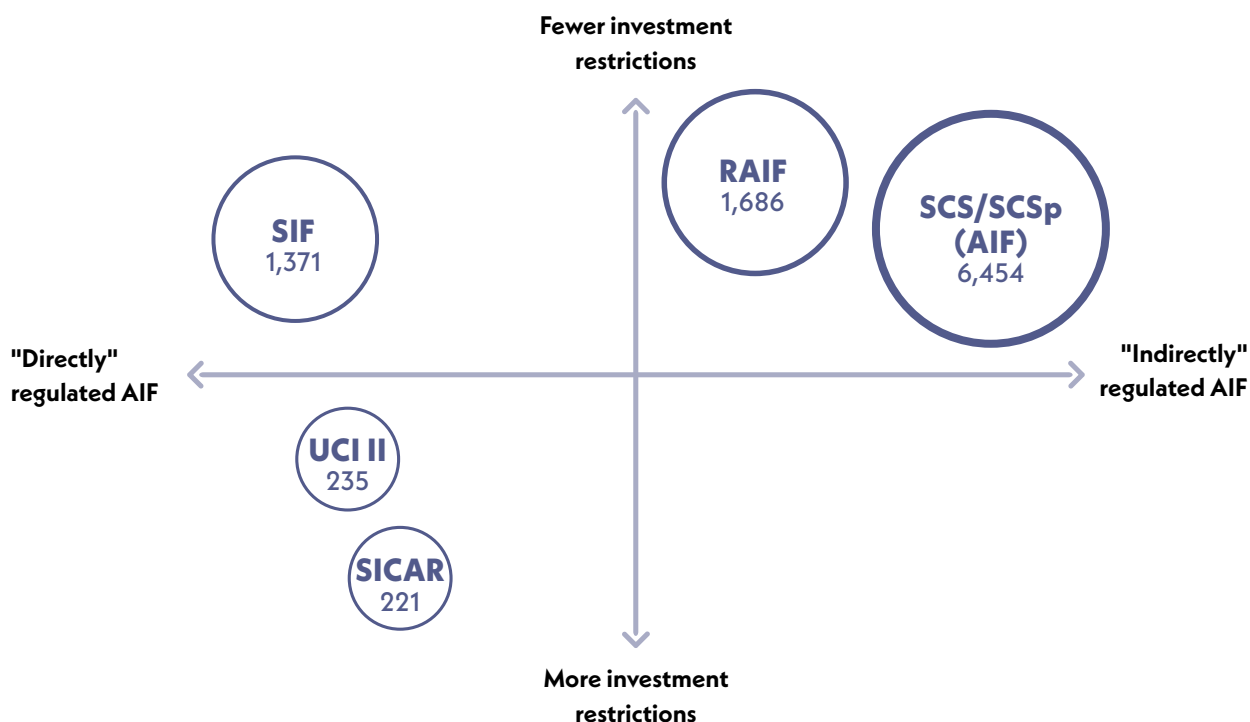 Fewer investment
restrictions
RAIF
1,686
SCS/SCSp
(AIF)
6,454
SIF
1,371
"Directly"
regulated AIF
"Indirectly"
regulated AIF
UCI II
235
SICAR
221
More investment
restrictions